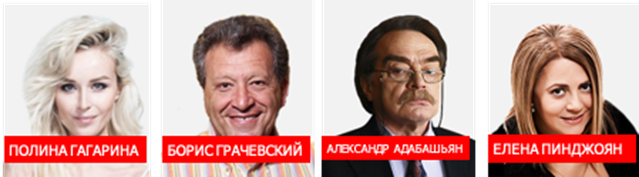 ПОЛИНА ГАГАРИНА
БОРИС ГРАЧЕВСКИЙ
АЛЕКСАНДР АДАБАШЬЯН
ЕЛЕНА ПИНДЖОЯН